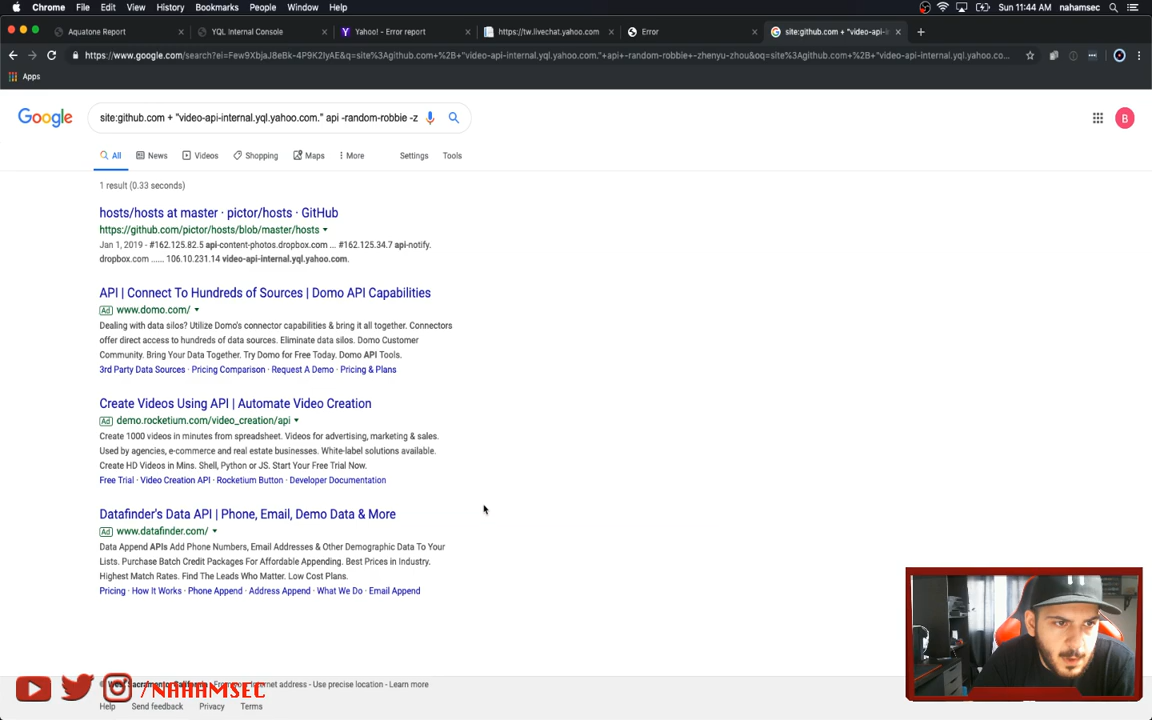 Chrome File Edit View History Bookmarks People Window Help Sun 11:44 AM nahamsec
Aquatone Report YQL Internal Console Yahoo! - Error report https://tw.livechat.yahoo.com Error site:github.com + "video-api-i
https://www.google.com/search?ei=Few9XbjaJ8eBk-4P9K2IyAE&q=site%3Agithub.com+%2B+"video-api-internal.yql.yahoo.com."+api+-random-robbie+-zhenyu-zhou&oq=site%3Agithub.com+%2B+"video-api-internal.yql.yahoo.co...
Apps
Google site:github.com + "video-api-internal.yql.yahoo.com." api -random-robbie -z B
All News Videos Shopping Maps More Settings Tools
1 result (0.33 seconds)
hosts/hosts at master · pictor/hosts · GitHub
https://github.com/pictor/hosts/blob/master/hosts
Jan 1, 2019 - #162.125.82.5 api-content-photos.dropbox.com ... #162.125.34.7 api-notify.
dropbox.com ...... 106.10.231.14 video-api-internal.yql.yahoo.com.
API | Connect To Hundreds of Sources | Domo API Capabilities
Ad www.domo.com/
Dealing with data silos? Utilize Domo's connector capabilities & bring it all together. Connectors
offer direct access to hundreds of data sources. Eliminate data silos. Domo Customer
Community. Bring Your Data Together. Try Domo for Free Today. Domo API Tools.
3rd Party Data Sources · Pricing Comparison · Request A Demo · Pricing & Plans
Create Videos Using API | Automate Video Creation
Ad demo.rocketium.com/video_creation/api
Create 1000 videos in minutes from spreadsheet. Videos for advertising, marketing & sales.
Used by agencies, e-commerce and real estate businesses. White-label solutions available.
Create HD Videos in Mins. Shell, Python or JS. Start Your Free Trial Now.
Free Trial · Video Creation API · Rocketium Button · Developer Documentation
Datafinder's Data API | Phone, Email, Demo Data & More
Ad www.datafinder.com/
Data Append APIs Add Phone Numbers, Email Addresses & Other Demographic Data To Your
Lists. Purchase Batch Credit Packages For Affordable Appending. Best Prices in Industry.
Highest Match Rates. Find The Leads Who Matter. Low Cost Plans.
Pricing · How It Works · Phone Append · Address Append · What We Do · Email Append
West Sacramento, California - From your Internet address - Use precise location - Learn more
/NAHAMSEC
Help Send feedback Privacy Terms